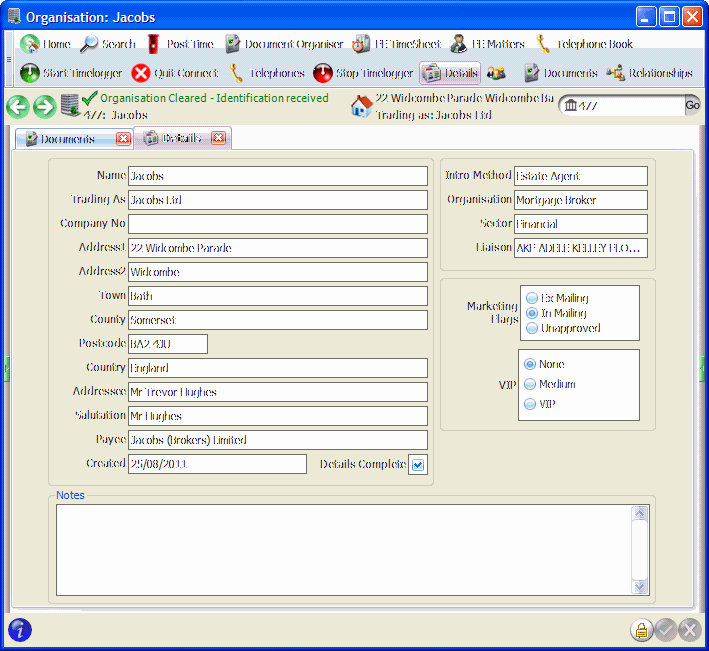 Organisation: Jacobs
Home Search Post Time Document Organiser PE TimeSheet PE Matters Telephone Book
Start Timelogger Quit Connect Telephones Stop Timelogger Details Documents Relationships
Organisation Cleared - Identification received
477: Jacobs
22 Widcombe Parade Widcombe Ba
Trading as: Jacobs Ltd
477 Go
Documents Details
Name Jacobs
Trading As Jacobs Ltd
Company No
Address1 22 Widcombe Parade
Address2 Widcombe
Town Bath
County Somerset
Postcode BA2 4JU
Country England
Addressee Mr Trevor Hughes
Salutation Mr Hughes
Payee Jacobs (Brokers) Limited
Created 25/08/2011 Details Complete
Intro Method Estate Agent
Organisation Mortgage Broker
Sector Financial
Liaison AKP ADELE KELLEY PLO...
Marketing Flags
Ex Mailing
In Mailing
Unapproved
VIP
None
Medium
VIP
Notes